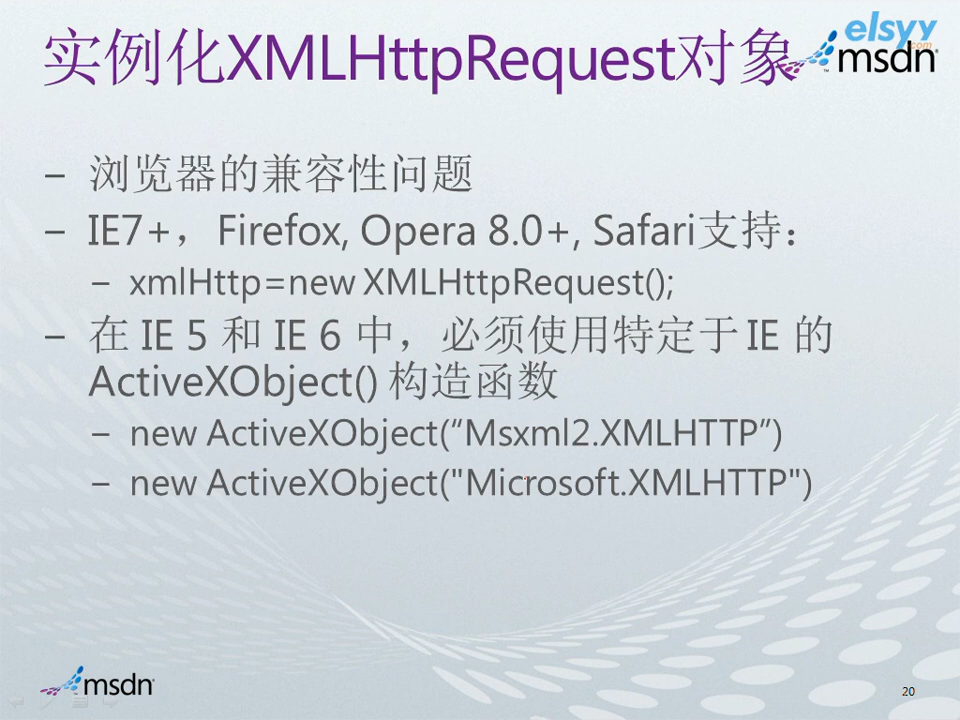 实例化XMLHttpRequest对象
elsyy
.com
msdn
– 浏览器的兼容性问题
– IE7+，Firefox, Opera 8.0+, Safari支持：
– xmlHttp=new XMLHttpRequest();
– 在 IE 5 和 IE 6 中，必须使用特定于 IE 的
ActiveXObject() 构造函数
– new ActiveXObject(“Msxml2.XMLHTTP”)
– new ActiveXObject("Microsoft.XMLHTTP")
msdn
20